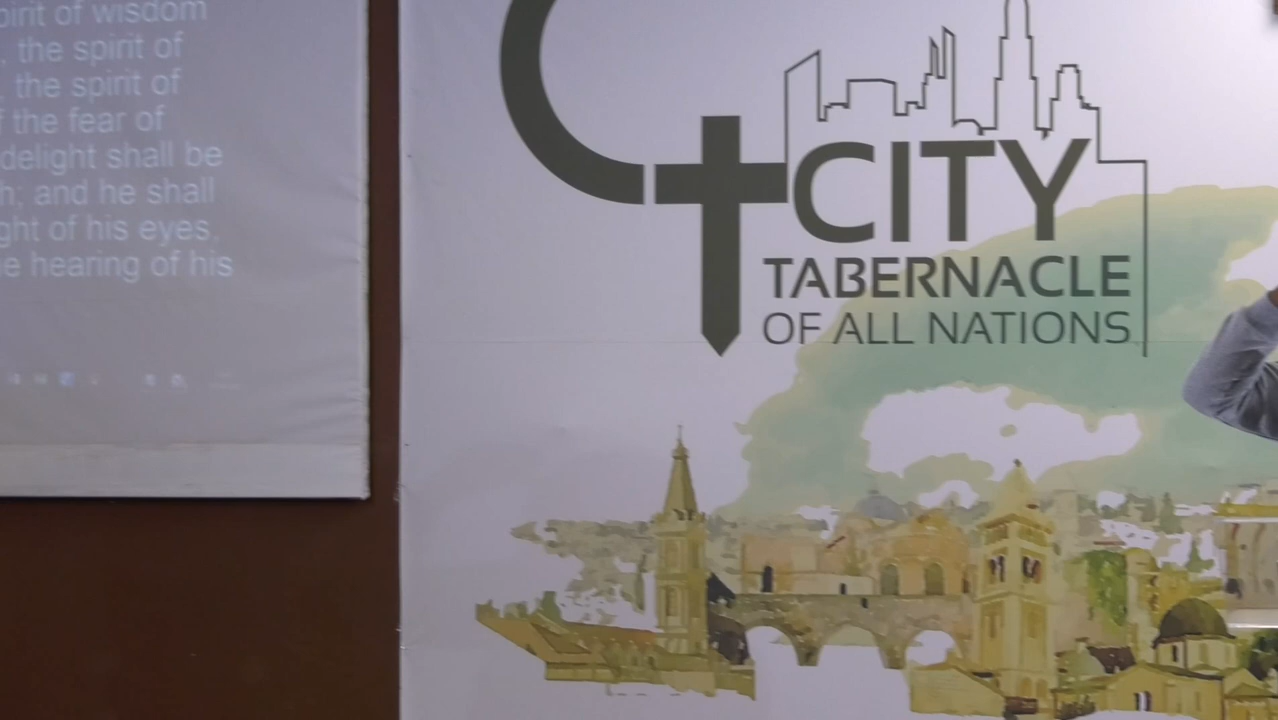 pirit of wisdom
, the spirit of
, the spirit of
f the fear of
delight shall be
h; and he shall
ght of his eyes,
e hearing of his
CITY
TABERNACLE
OF ALL NATIONS